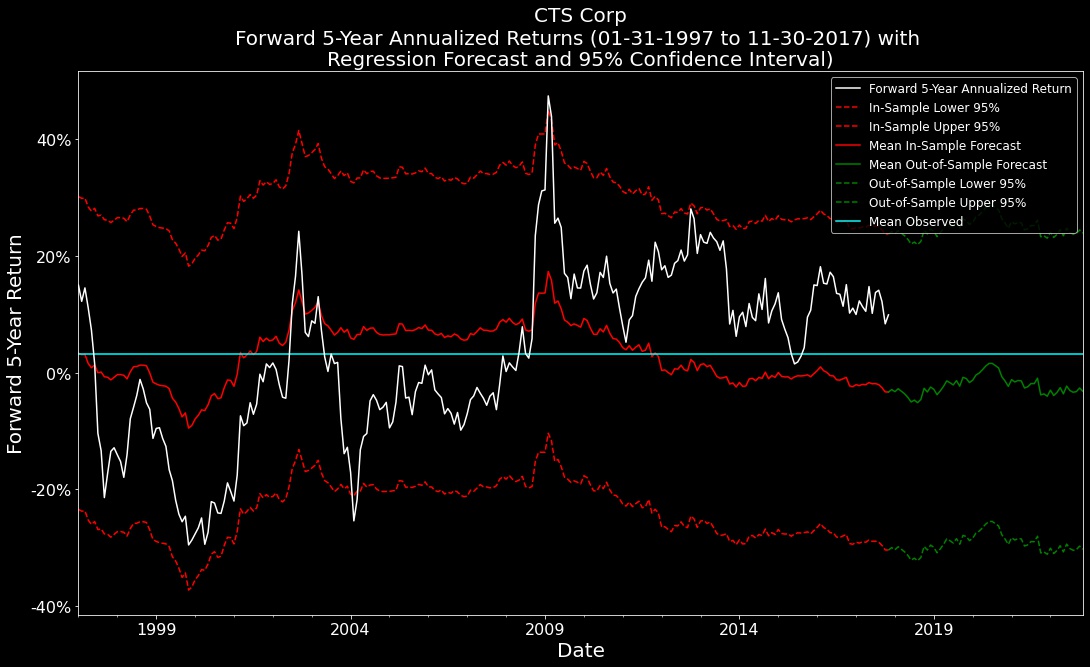 CTS Corp
Forward 5-Year Annualized Returns (01-31-1997 to 11-30-2017) with
Regression Forecast and 95% Confidence Interval)
Forward 5-Year Annualized Return
In-Sample Lower 95%
In-Sample Upper 95%
Mean In-Sample Forecast
Mean Out-of-Sample Forecast
Out-of-Sample Lower 95%
Out-of-Sample Upper 95%
Mean Observed
Forward 5-Year Return
40%
20%
0%
-20%
-40%
1999
2004
2009
2014
2019
Date